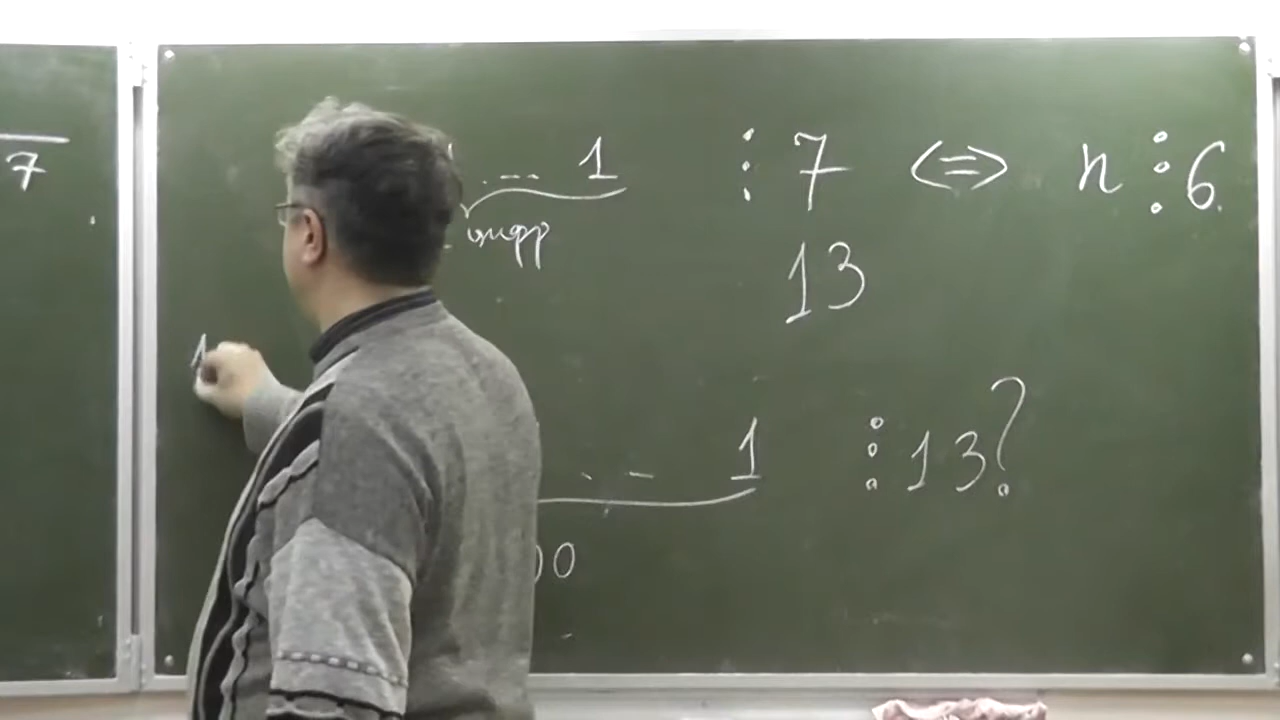 7
... 1 ⋮ 7 <=> n ⋮ 6
цифр
13
1
... 1 ⋮ 13?
00